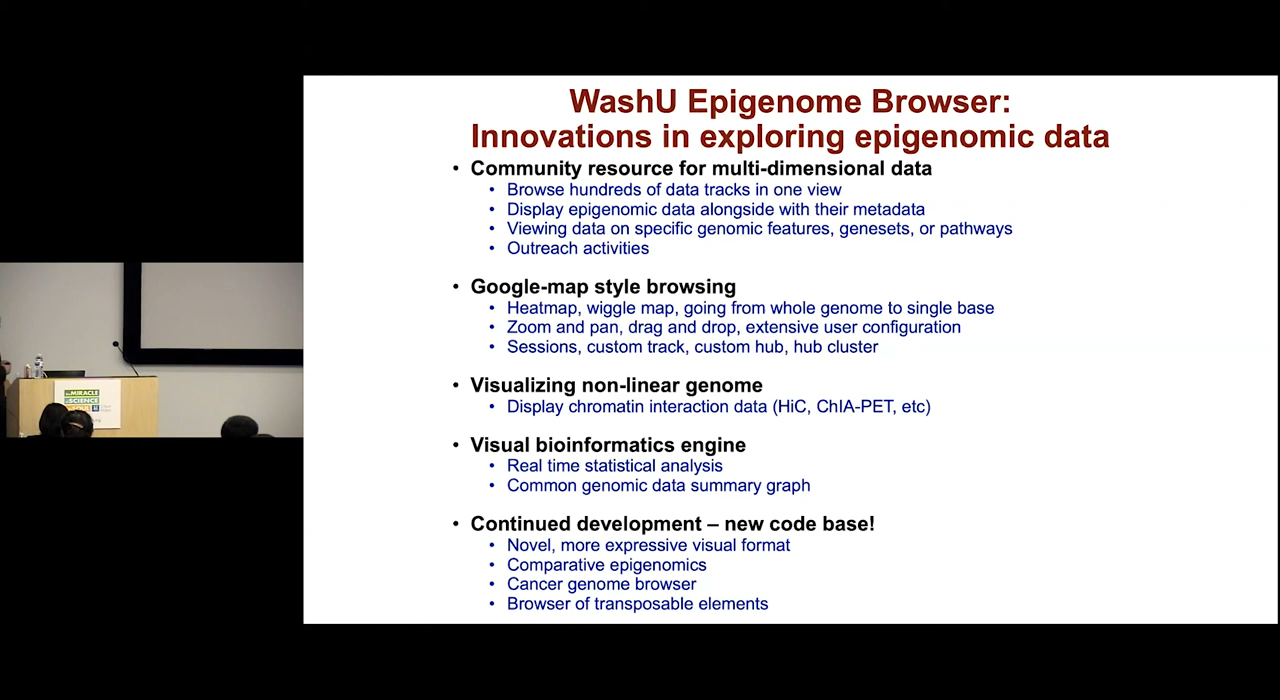 WashU Epigenome Browser:
Innovations in exploring epigenomic data
• Community resource for multi-dimensional data
• Browse hundreds of data tracks in one view
• Display epigenomic data alongside with their metadata
• Viewing data on specific genomic features, genesets, or pathways
• Outreach activities
• Google-map style browsing
• Heatmap, wiggle map, going from whole genome to single base
• Zoom and pan, drag and drop, extensive user configuration
• Sessions, custom track, custom hub, hub cluster
• Visualizing non-linear genome
• Display chromatin interaction data (HiC, ChIA-PET, etc)
• Visual bioinformatics engine
• Real time statistical analysis
• Common genomic data summary graph
• Continued development – new code base!
• Novel, more expressive visual format
• Comparative epigenomics
• Cancer genome browser
• Browser of transposable elements
MIRACLE
SCIENCE
SOUL